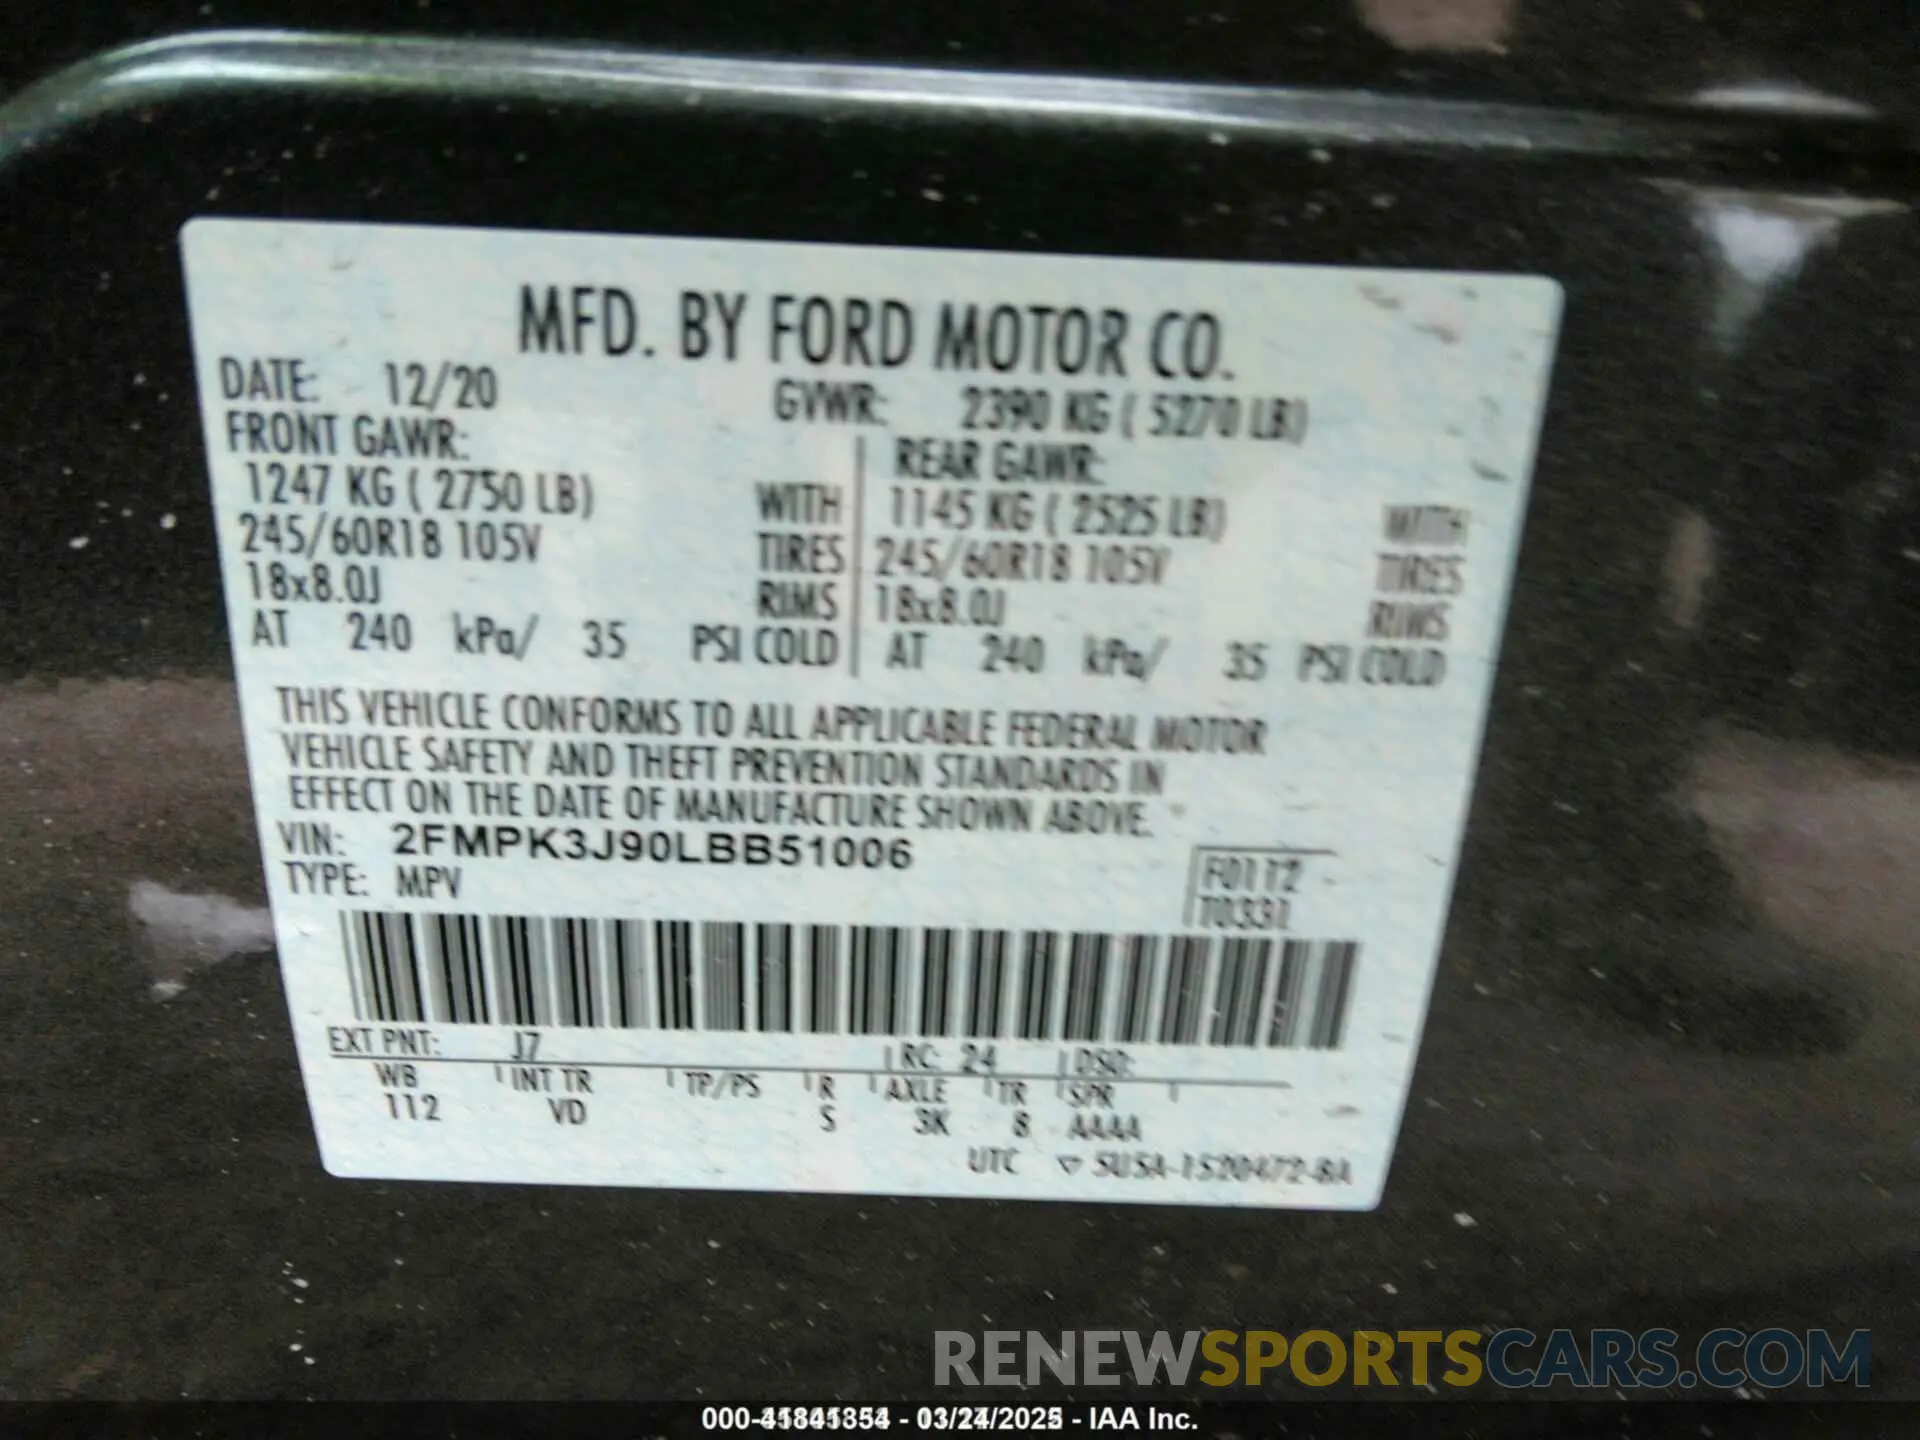 MFD. BY FORD MOTOR CO.
DATE: 12/20 GVWR: 2390 KG ( 5270 LB)
FRONT GAWR: REAR GAWR:
1247 KG ( 2750 LB) WITH 1145 KG ( 2525 LB) WITH
245/60R18 105V TIRES 245/60R18 105V TIRES
18x8.0J RIMS 18x8.0J RIMS
AT 240 kPa/ 35 PSI COLD AT 240 kPa/ 35 PSI COLD
THIS VEHICLE CONFORMS TO ALL APPLICABLE FEDERAL MOTOR
VEHICLE SAFETY AND THEFT PREVENTION STANDARDS IN
EFFECT ON THE DATE OF MANUFACTURE SHOWN ABOVE.
VIN: 2FMPK3J90LBB51006
TYPE: MPV
F0112
T0331
EXT PNT: J7 RC: 24 DSO:
WB INT TR TP/PS R AXLE TR SPR
112 VD S 3K 8 AAAA
UTC 5U5A-1520472-BA
RENEWSPORTSCARS.COM
03/24/2025 - IAA Inc.